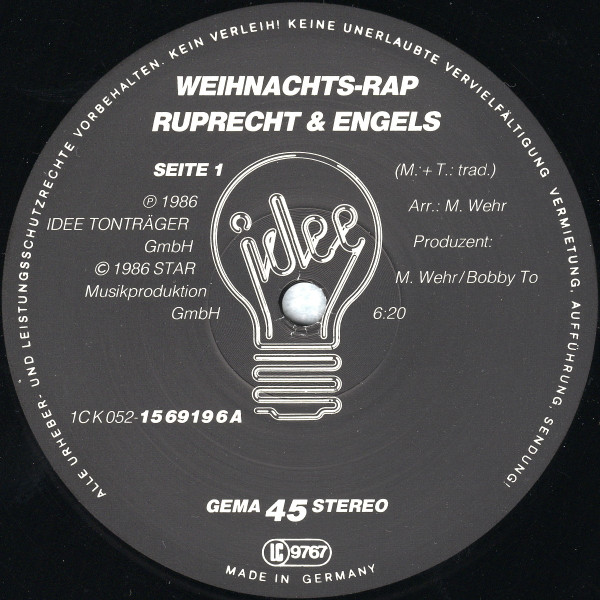 ALLE URHEBER- UND LEISTUNGSSCHUTZRECHTE VORBEHALTEN. KEIN VERLEIH! KEINE UNERLAUBTE VERVIELFÄLTIGUNG VERMIETUNG, AUFFÜHRUNG, SENDUNG!
WEIHNACHTS-RAP
RUPRECHT & ENGELS
SEITE 1
℗ 1986
IDEE TONTRÄGER
GmbH
© 1986 STAR
Musikproduktion
GmbH
idee
(M.: + T.: trad.)
Arr.: M. Wehr
Produzent:
M. Wehr/Bobby To
6:20
1C K 052-15 6919 6 A
GEMA 45 STEREO
LC 9767
MADE IN GERMANY